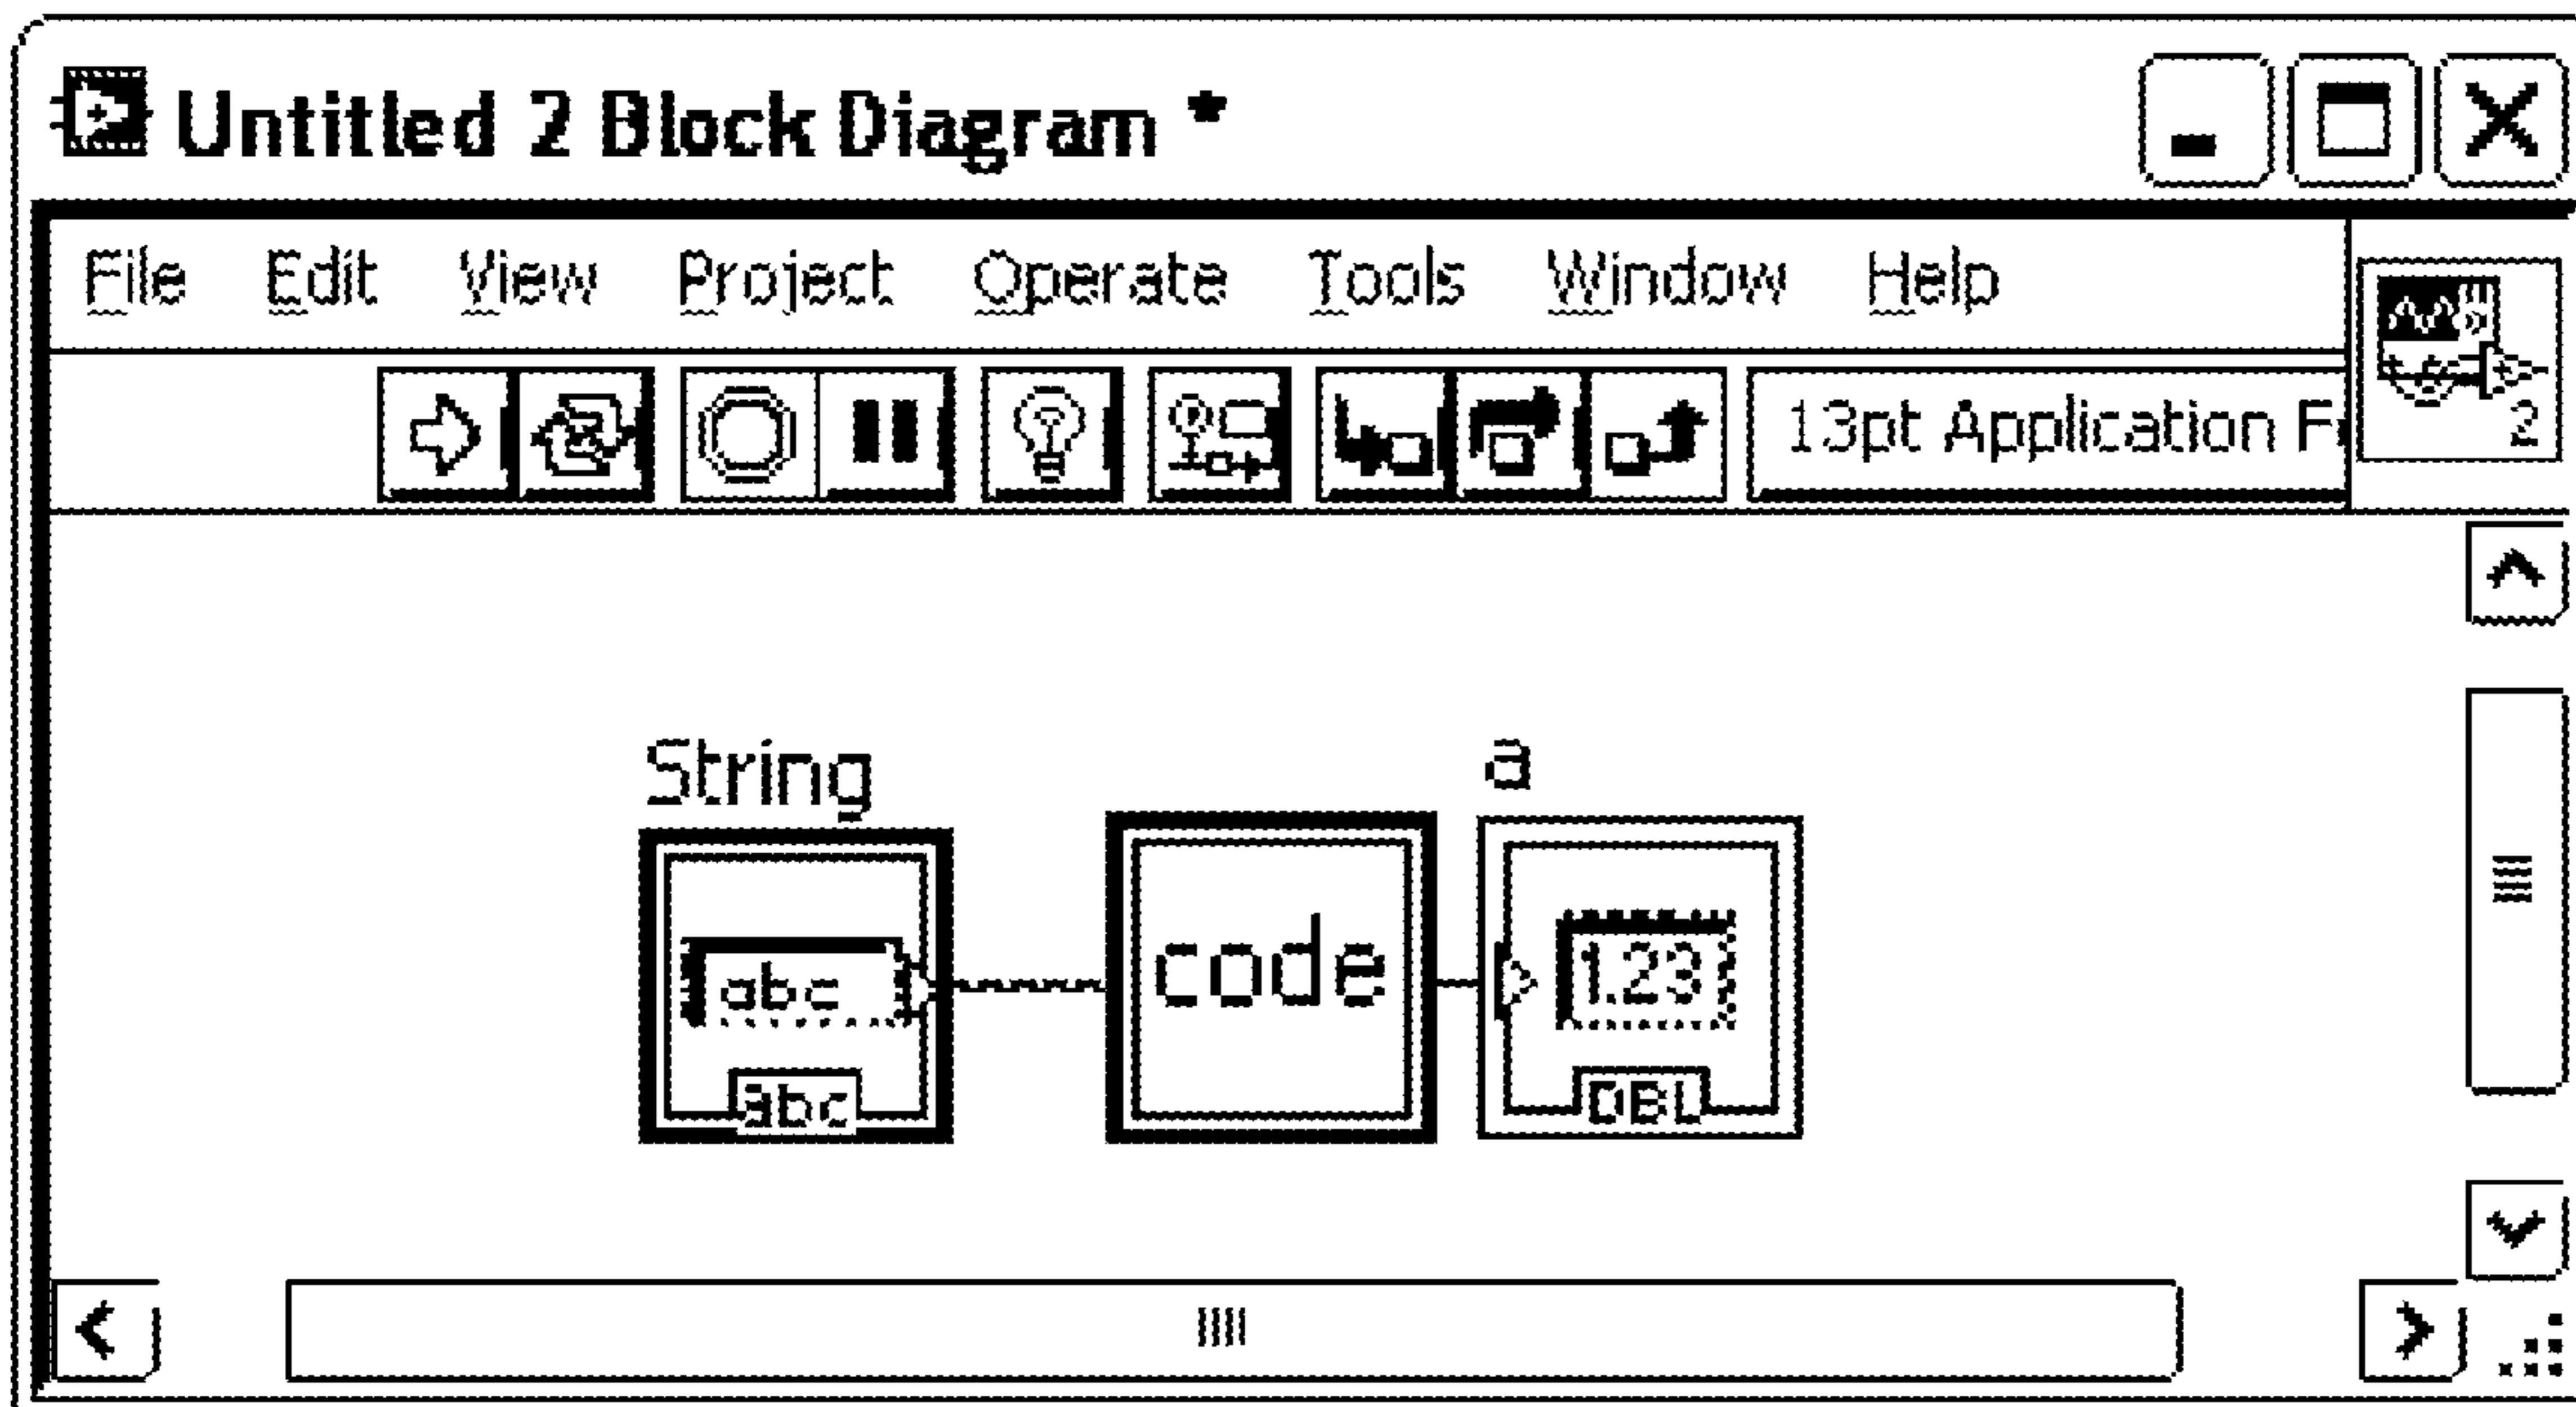 Untitled 2 Block Diagram *
File Edit View Project Operate Tools Window Help
13pt Application F
2
String
a
abc
code
1.23
abc
DBL